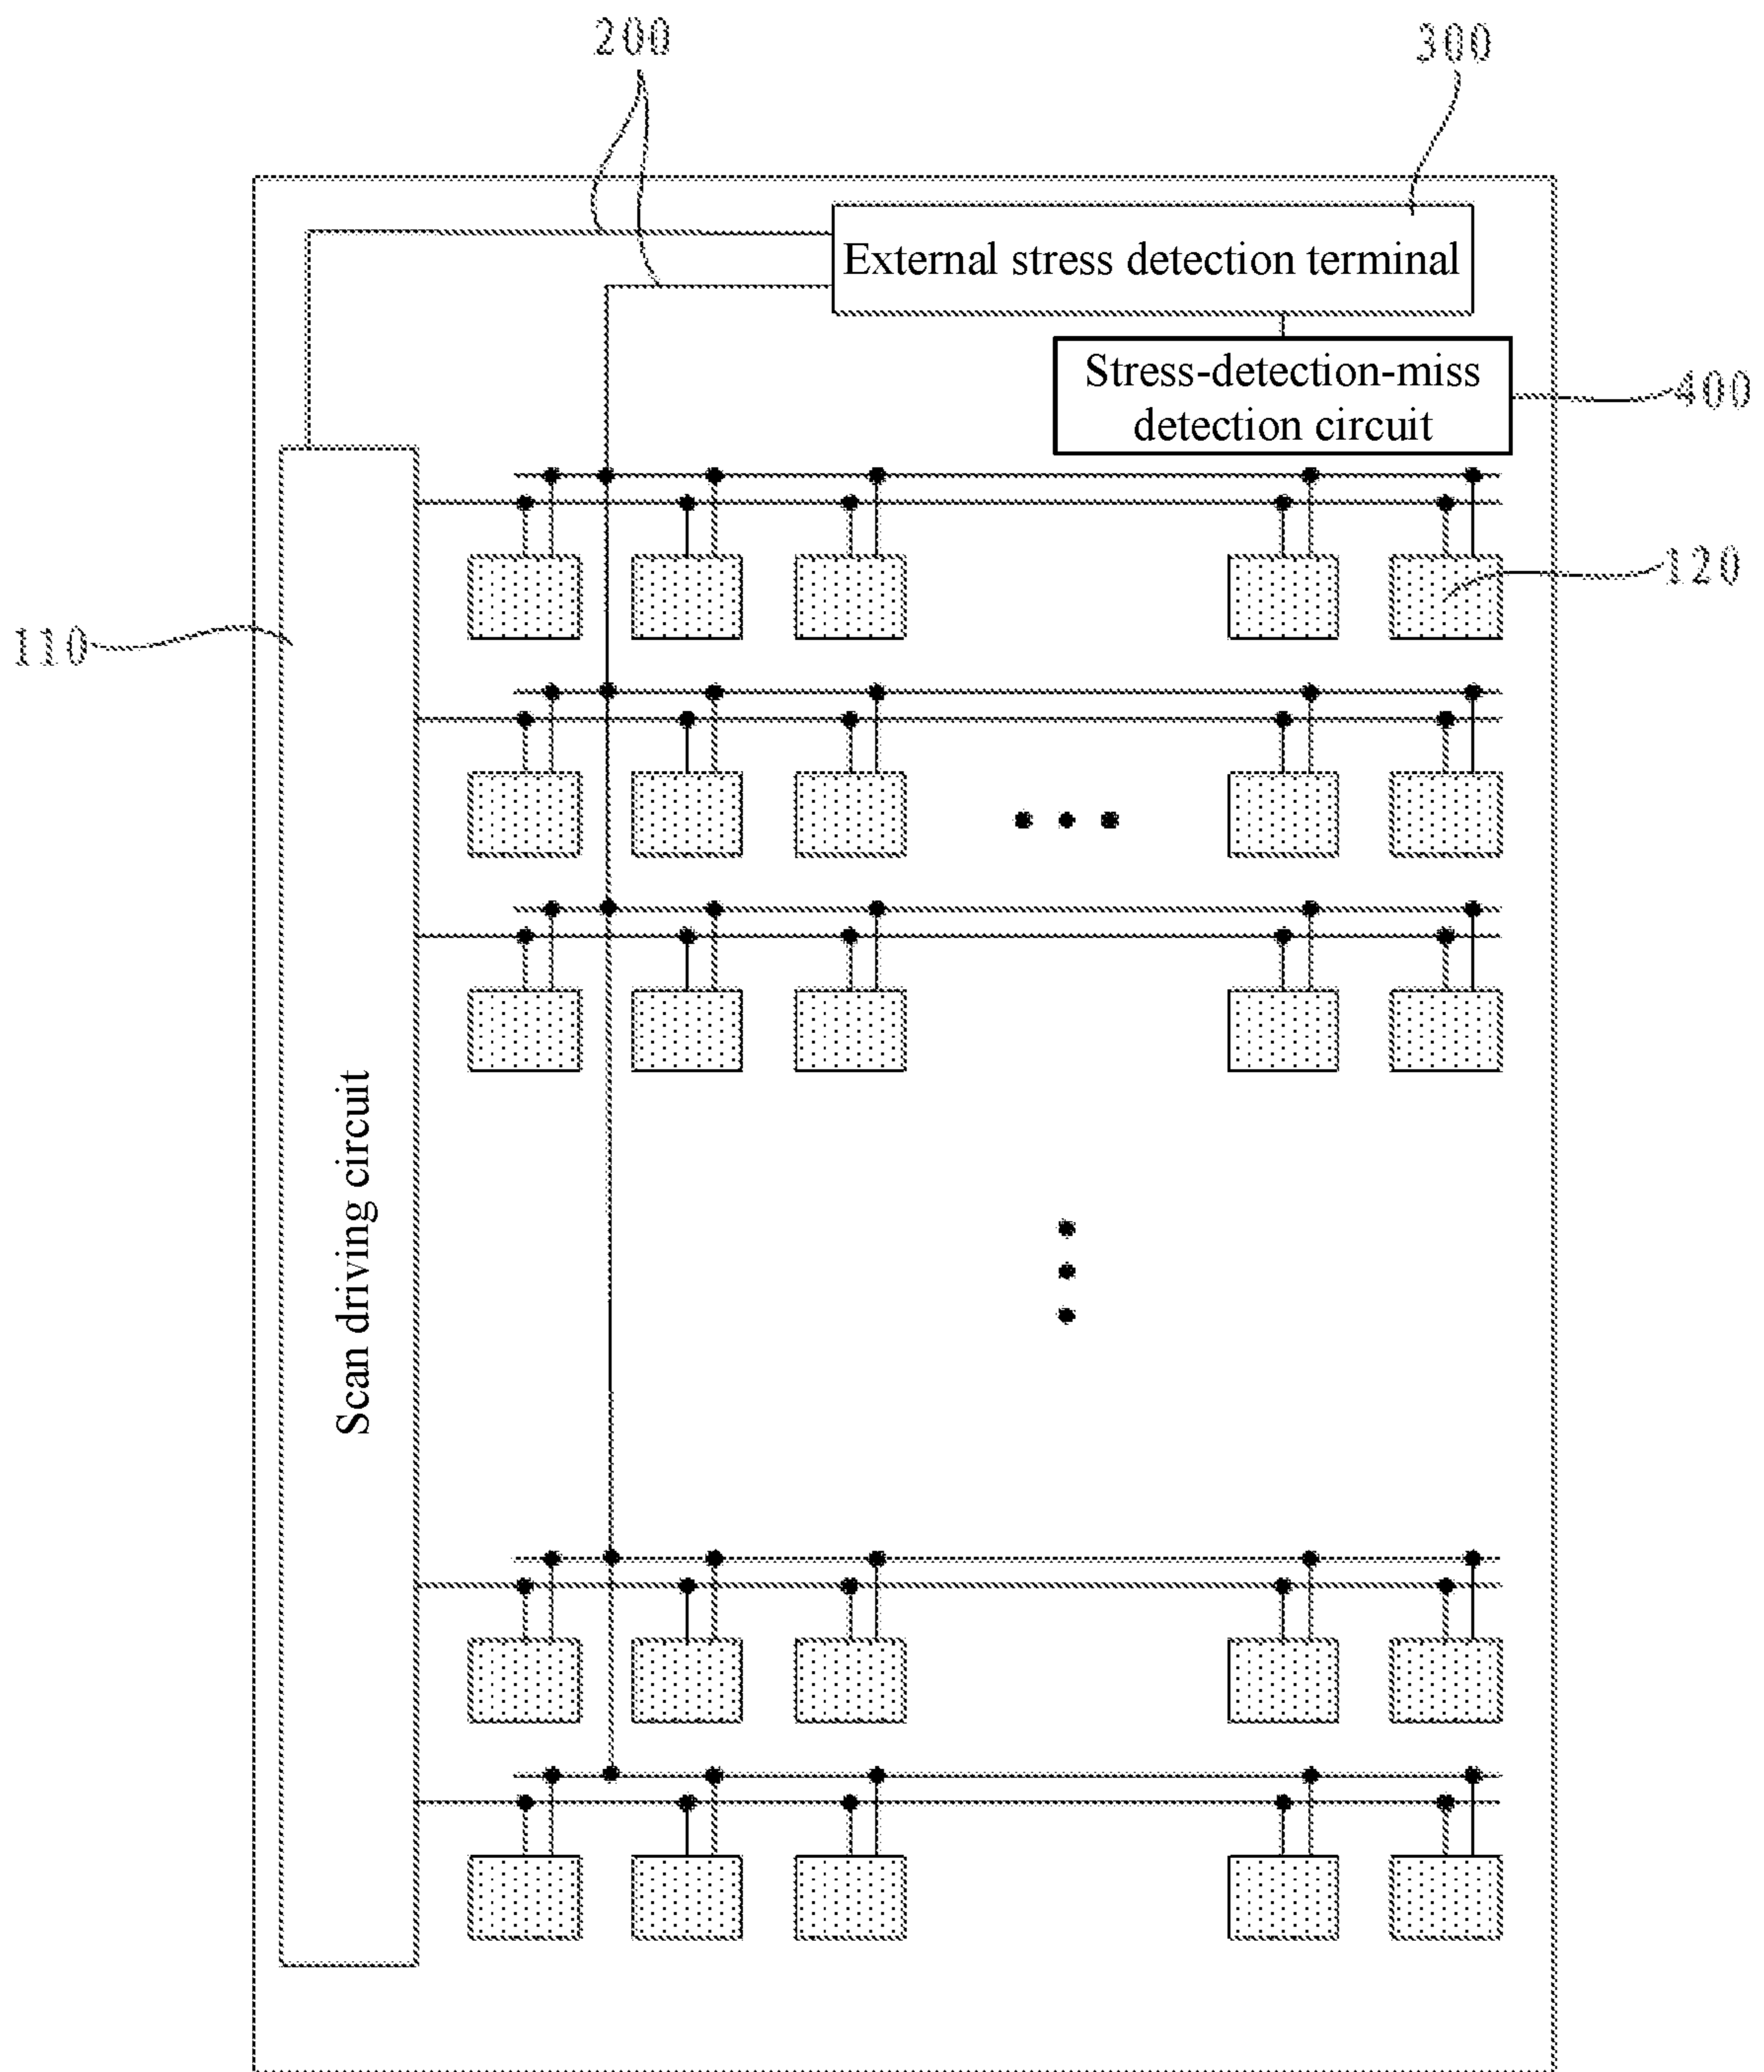 200
300
External stress detection terminal
Stress-detection-miss
detection circuit
400
120
110
Scan driving circuit